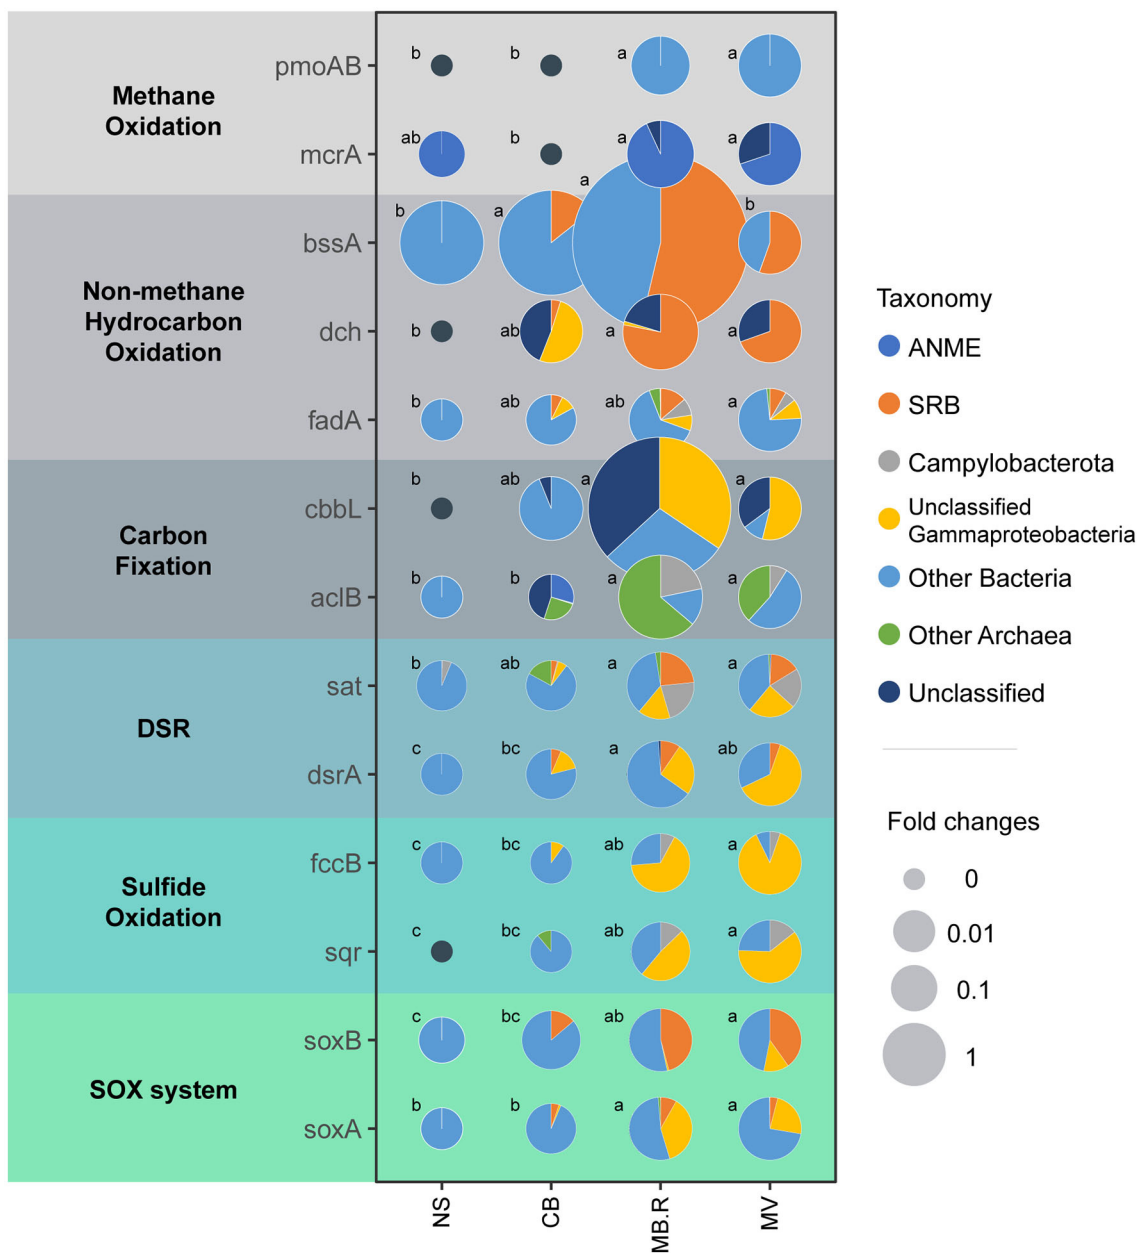 Methane
Oxidation
pmoAB
b
b
a
a
mcrA
ab
b
a
a
Non-methane
Hydrocarbon
Oxidation
bssA
b
a
a
b
dch
b
ab
a
a
fadA
b
ab
ab
a
Carbon
Fixation
cbbL
b
ab
a
a
aclB
b
b
a
a
DSR
sat
b
ab
a
a
dsrA
c
bc
a
ab
Sulfide
Oxidation
fccB
c
bc
ab
a
sqr
c
bc
ab
a
SOX system
soxB
c
bc
ab
a
soxA
b
b
a
a
NS
CB
MB.R
MV
Taxonomy
ANME
SRB
Campylobacterota
Unclassified
Gammaproteobacteria
Other Bacteria
Other Archaea
Unclassified
Fold changes
0
0.01
0.1
1